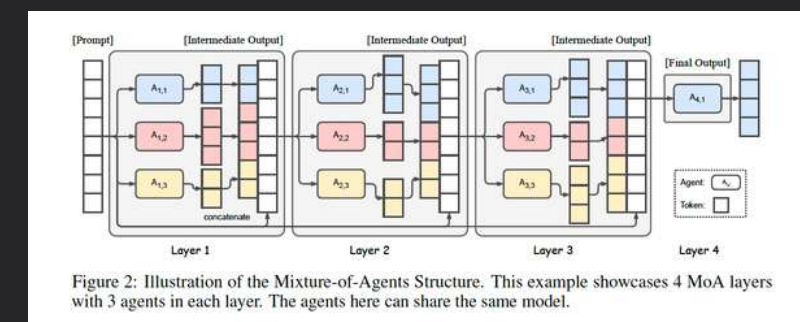 [Prompt] [Intermediate Output] [Intermediate Output] [Intermediate Output]
[Final Output]
A1,1 A2,1 A3,1 A4,1
A1,2 A2,2 A3,2
A1,3 A2,3 A3,3
Agent:
Token:
concatenate
Layer 1 Layer 2 Layer 3 Layer 4
Figure 2: Illustration of the Mixture-of-Agents Structure. This example showcases 4 MoA layers
with 3 agents in each layer. The agents here can share the same model.